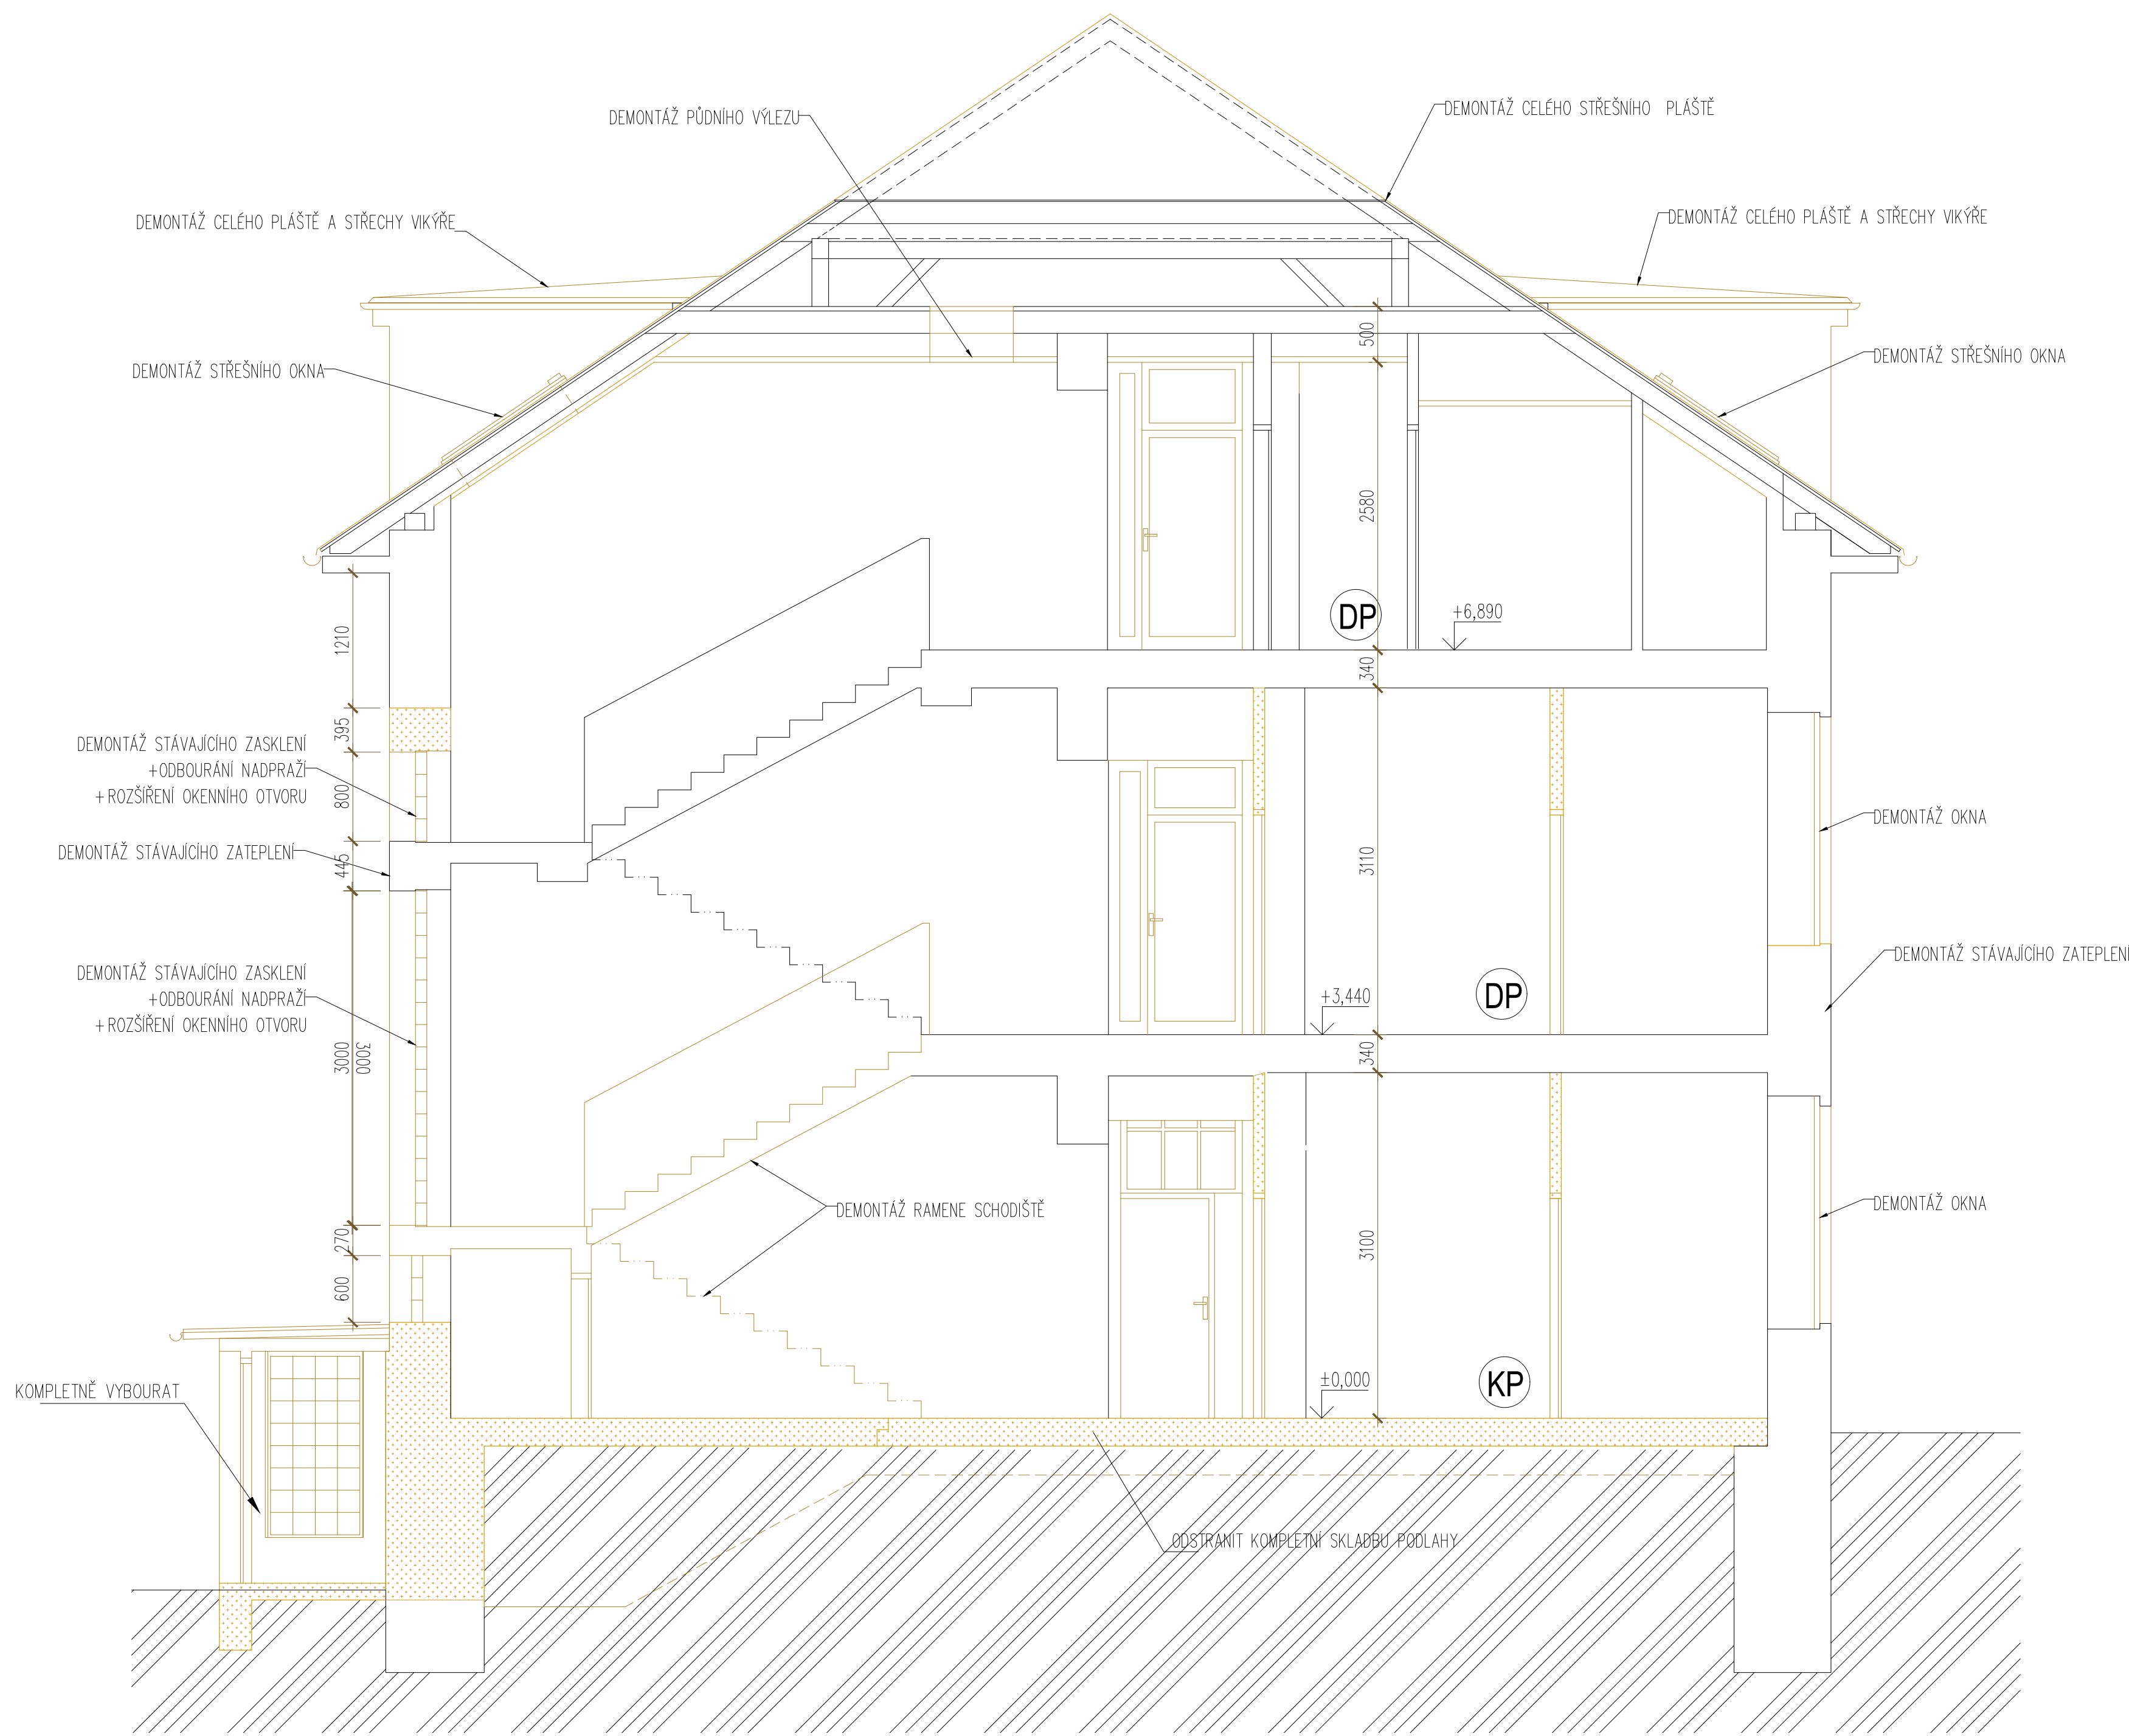 DEMONTÁŽ PŮDNÍHO VÝLEZU
DEMONTÁŽ CELÉHO STŘEŠNÍHO PLÁŠTĚ
DEMONTÁŽ CELÉHO PLÁŠTĚ A STŘECHY VIKÝŘE
DEMONTÁŽ CELÉHO PLÁŠTĚ A STŘECHY VIKÝŘE
500
DEMONTÁŽ STŘEŠNÍHO OKNA
DEMONTÁŽ STŘEŠNÍHO OKNA
2580
DP
+6,890
1210
340
395
DEMONTÁŽ STÁVAJÍCÍHO ZASKLENÍ
+ODBOURÁNÍ NADPRAŽÍ
+ROZŠÍŘENÍ OKENNÍHO OTVORU
800
DEMONTÁŽ OKNA
DEMONTÁŽ STÁVAJÍCÍHO ZATEPLENÍ
445
3110
DEMONTÁŽ STÁVAJÍCÍHO ZATEPLENÍ
DEMONTÁŽ STÁVAJÍCÍHO ZASKLENÍ
+ODBOURÁNÍ NADPRAŽÍ
+ROZŠÍŘENÍ OKENNÍHO OTVORU
+3,440
DP
3000
3000
340
DEMONTÁŽ RAMENE SCHODIŠTĚ
DEMONTÁŽ OKNA
270
3100
600
KOMPLETNĚ VYBOURAT
±0,000
KP
ODSTRANIT KOMPLETNÍ SKLADBU PODLAHY